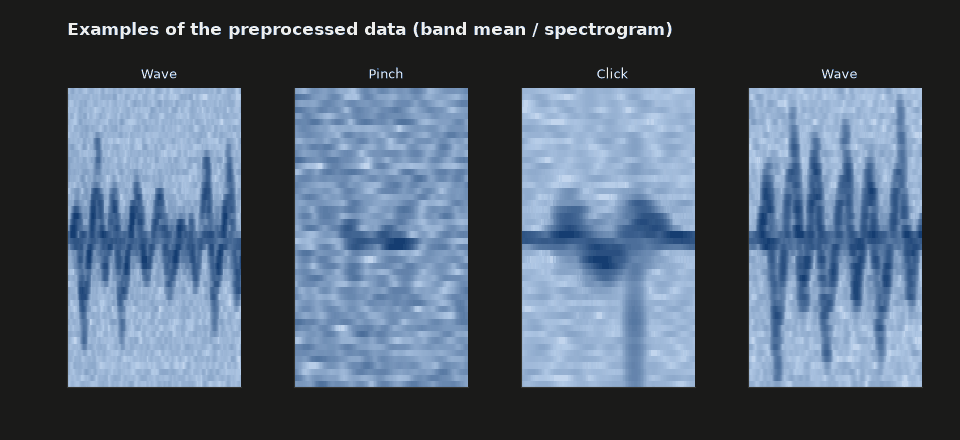 Examples of the preprocessed data (band mean / spectrogram)
Wave
Pinch
Click
Wave